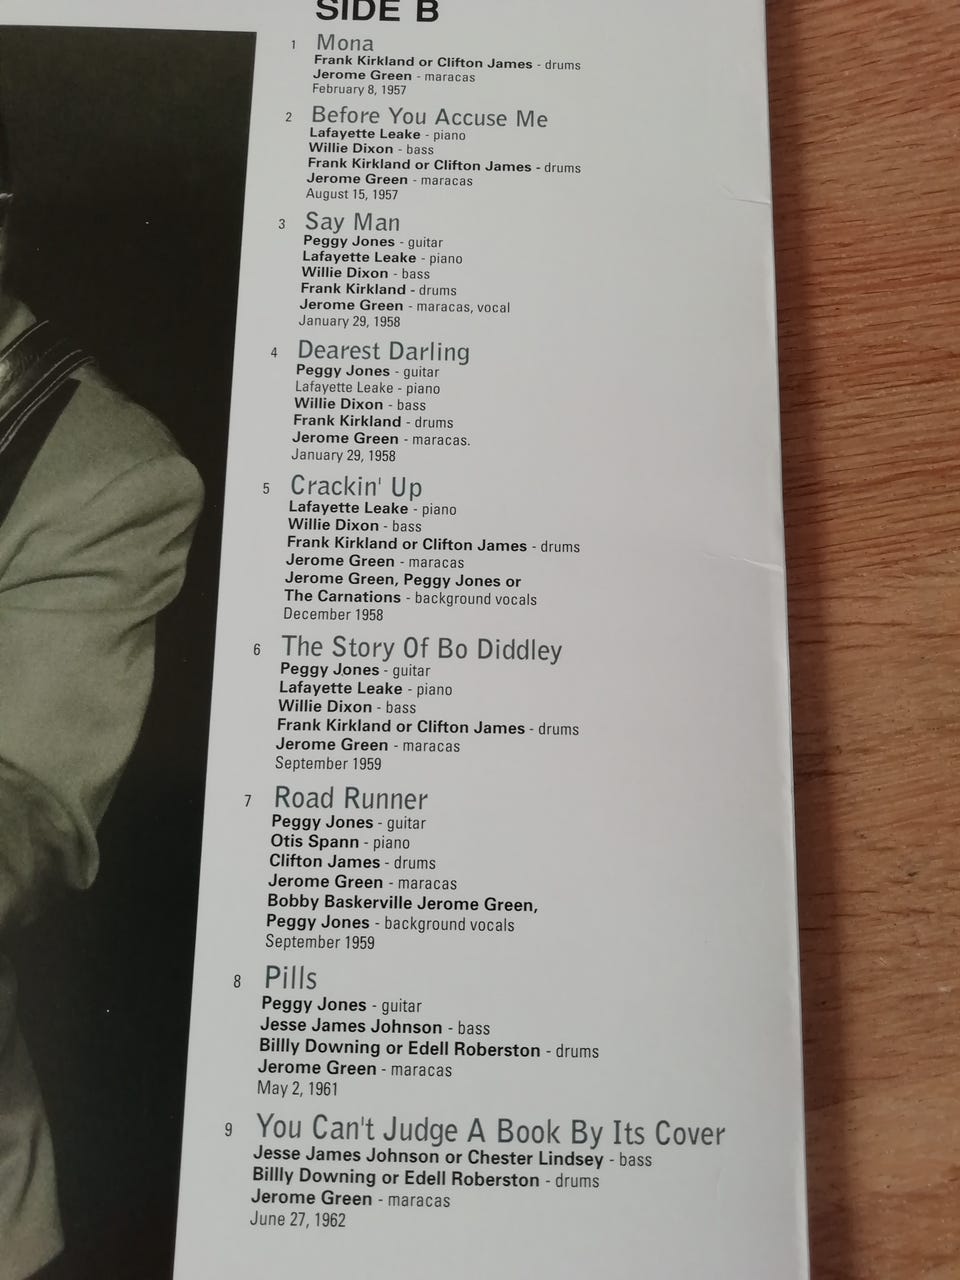 SIDE B
1 Mona
Frank Kirkland or Clifton James - drums
Jerome Green - maracas
February 8, 1957
2 Before You Accuse Me
Lafayette Leake - piano
Willie Dixon - bass
Frank Kirkland or Clifton James - drums
Jerome Green - maracas
August 15, 1957
3 Say Man
Peggy Jones - guitar
Lafayette Leake - piano
Willie Dixon - bass
Frank Kirkland - drums
Jerome Green - maracas, vocal
January 29, 1958
4 Dearest Darling
Peggy Jones - guitar
Lafayette Leake - piano
Willie Dixon - bass
Frank Kirkland - drums
Jerome Green - maracas.
January 29, 1958
5 Crackin' Up
Lafayette Leake - piano
Willie Dixon - bass
Frank Kirkland or Clifton James - drums
Jerome Green - maracas
Jerome Green, Peggy Jones or
The Carnations - background vocals
December 1958
6 The Story Of Bo Diddley
Peggy Jones - guitar
Lafayette Leake - piano
Willie Dixon - bass
Frank Kirkland or Clifton James - drums
Jerome Green - maracas
September 1959
7 Road Runner
Peggy Jones - guitar
Otis Spann - piano
Clifton James - drums
Jerome Green - maracas
Bobby Baskerville Jerome Green,
Peggy Jones - background vocals
September 1959
8 Pills
Peggy Jones - guitar
Jesse James Johnson - bass
Billly Downing or Edell Roberston - drums
Jerome Green - maracas
May 2, 1961
9 You Can't Judge A Book By Its Cover
Jesse James Johnson or Chester Lindsey - bass
Billly Downing or Edell Roberston - drums
Jerome Green - maracas
June 27, 1962